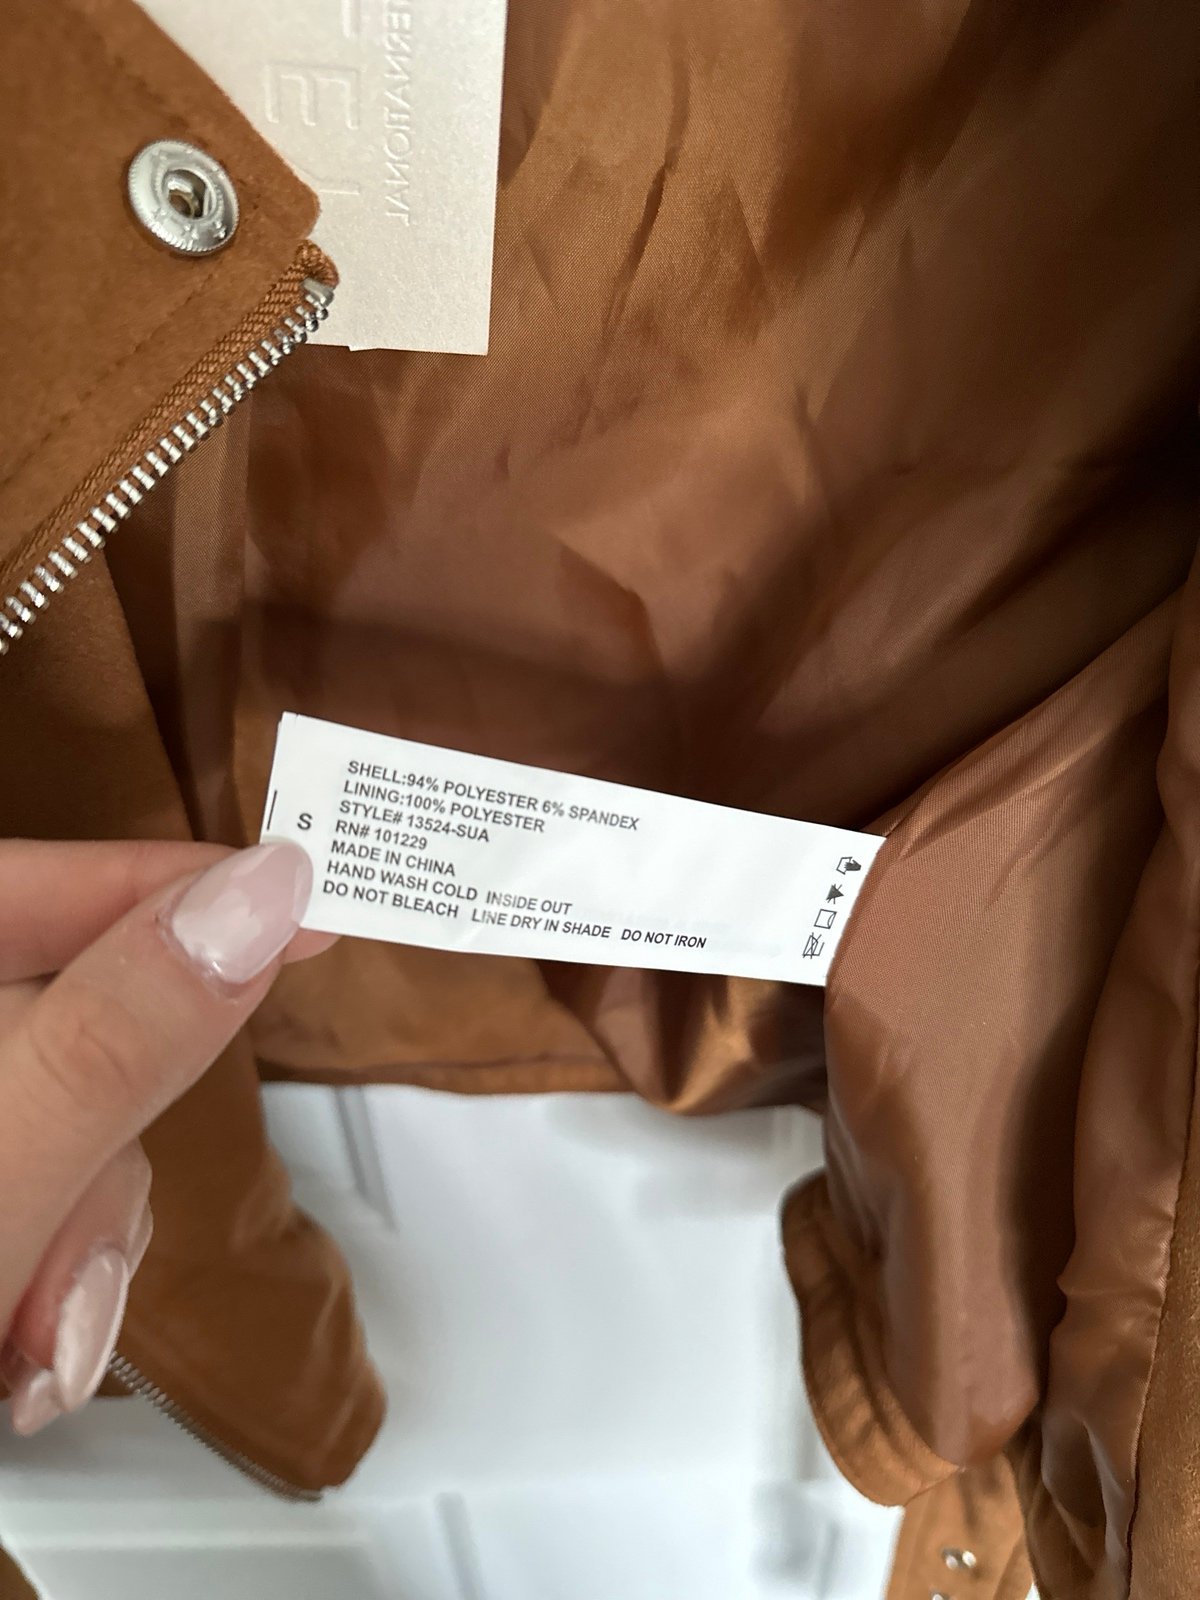 SHELL:94% POLYESTER 6% SPANDEX
LINING:100% POLYESTER
STYLE# 13524-SUA
RN# 101229
MADE IN CHINA
HAND WASH COLD INSIDE OUT
DO NOT BLEACH LINE DRY IN SHADE DO NOT IRON
S